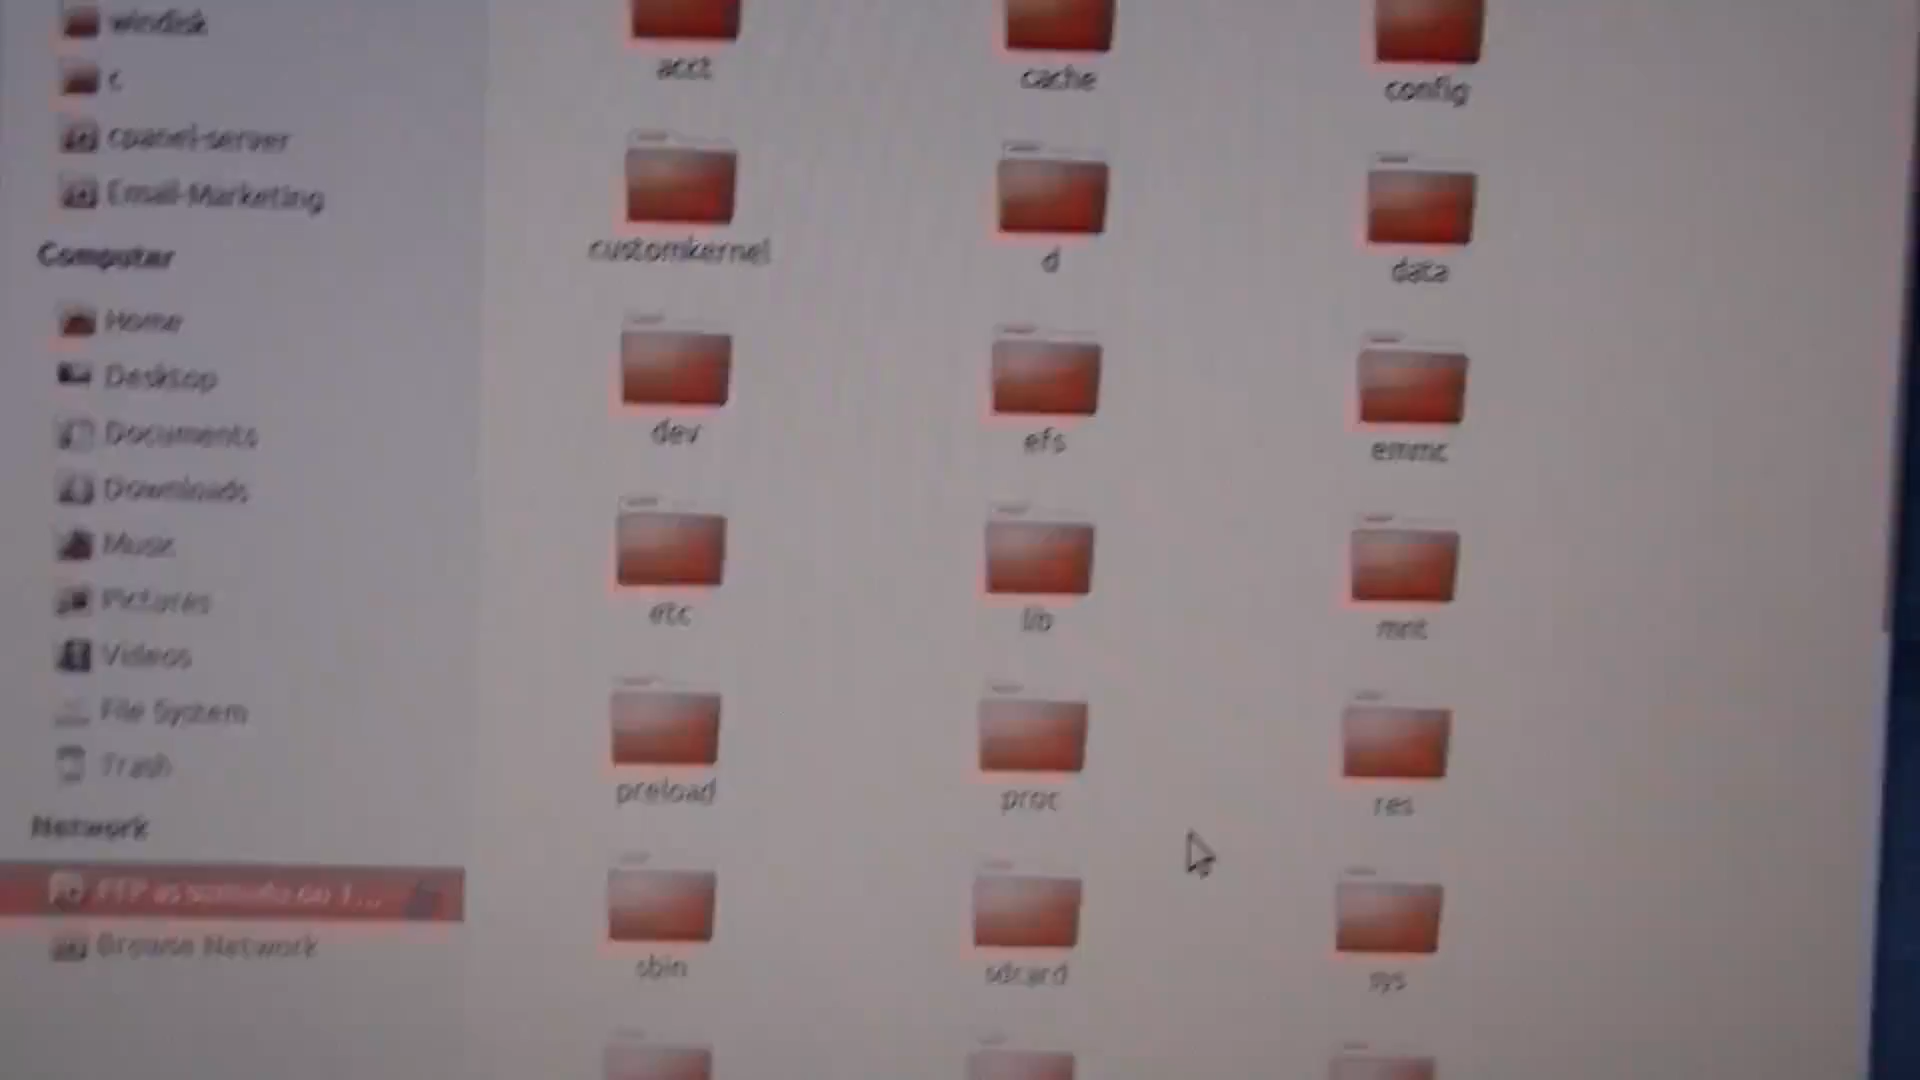 windisk
c
cpanel-server
Email-Marketing
Computer
Home
Desktop
Documents
Downloads
Music
Pictures
Videos
File System
Trash
Network
FTP as
Browse Network
acct
cache
config
customkernel
d
data
dev
efs
emmc
etc
lib
mnt
preload
proc
res
sbin
sdcard
sys